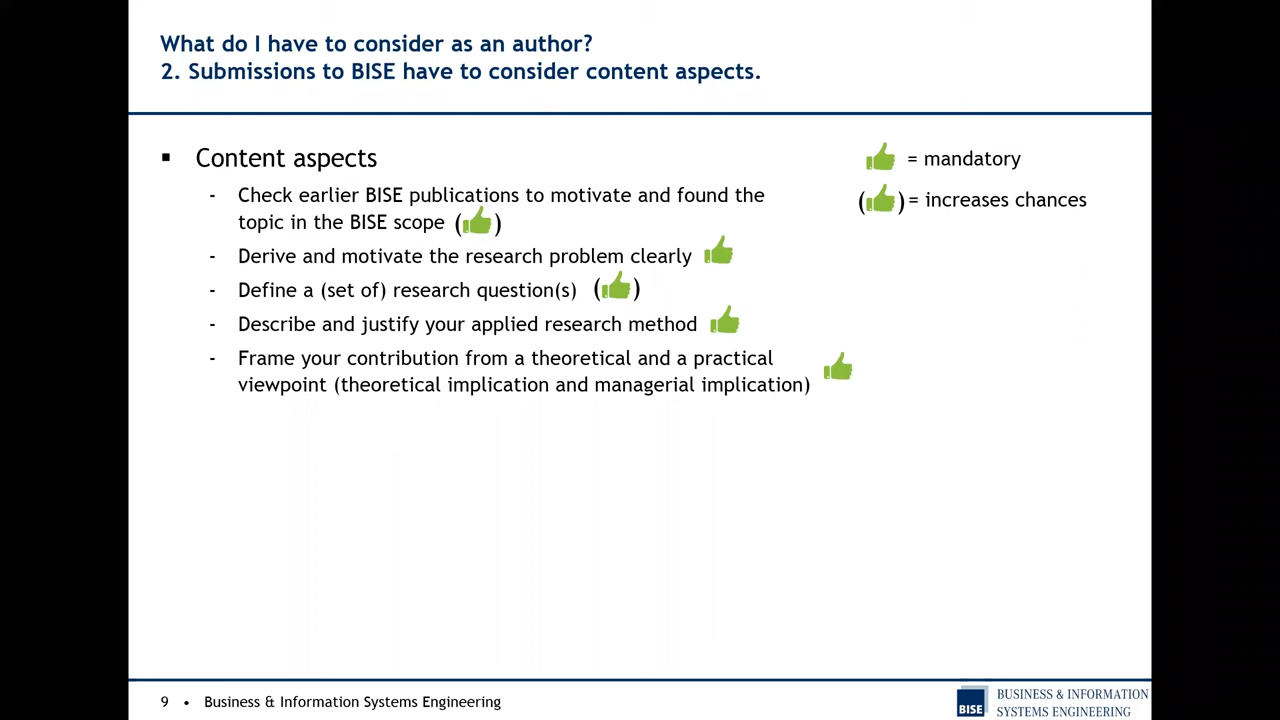 What do I have to consider as an author?
2. Submissions to BISE have to consider content aspects.
▪ Content aspects
= mandatory
( ) = increases chances
- Check earlier BISE publications to motivate and found the
topic in the BISE scope ( )
- Derive and motivate the research problem clearly
- Define a (set of) research question(s) ( )
- Describe and justify your applied research method
- Frame your contribution from a theoretical and a practical
viewpoint (theoretical implication and managerial implication)
9 • Business & Information Systems Engineering
BISE
BUSINESS & INFORMATION
SYSTEMS ENGINEERING